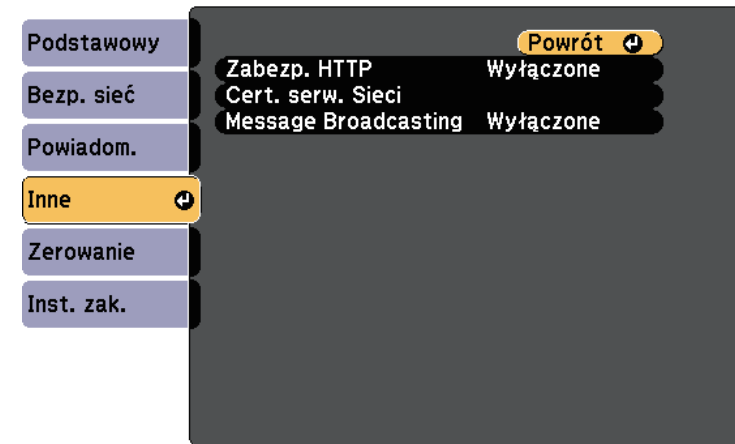 Podstawowy
Bezp. sieć
Powiadom.
Inne
Zerowanie
Inst. zak.
Powrót
Zabezp. HTTP Wyłączone
Cert. serw. Sieci
Message Broadcasting Wyłączone